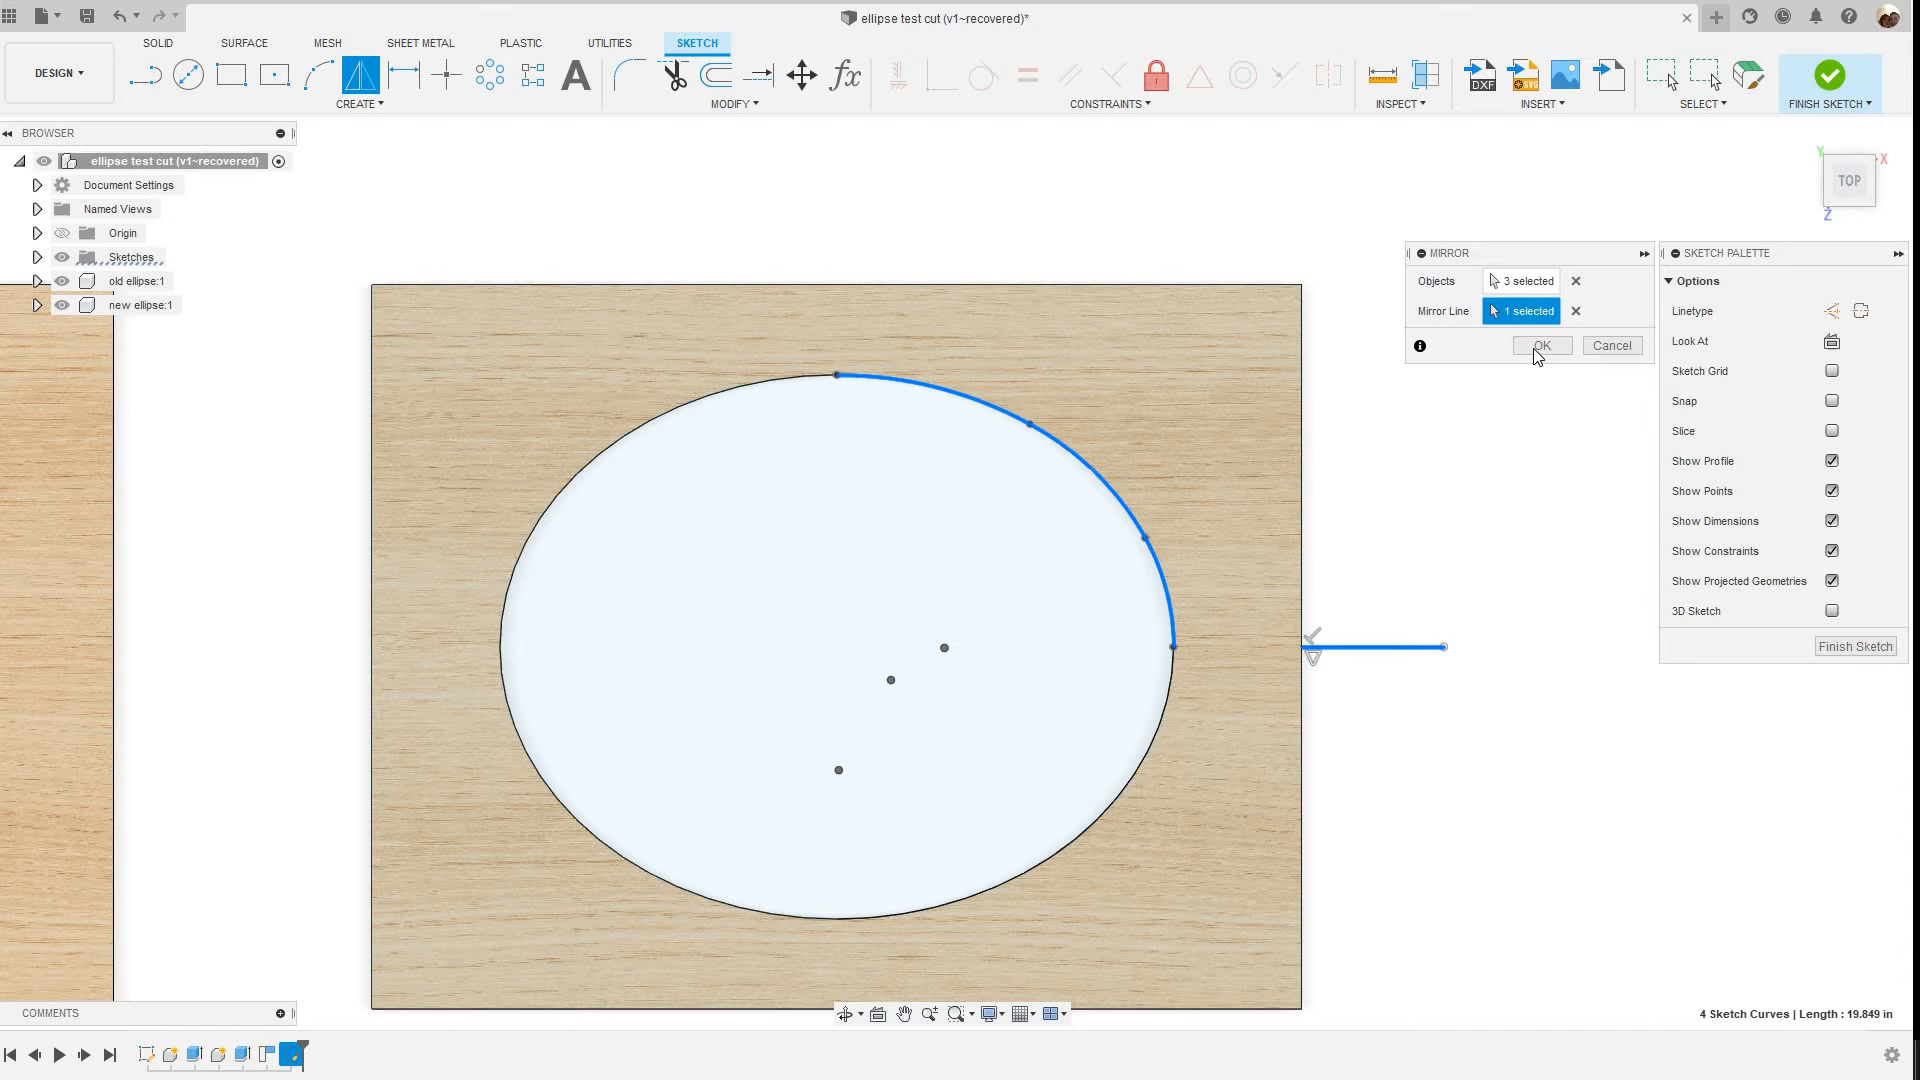 ellipse test cut (v1~recovered)*
SOLID SURFACE MESH SHEET METAL PLASTIC UTILITIES SKETCH
DESIGN
A fx DXF SVG
CREATE MODIFY CONSTRAINTS INSPECT INSERT SELECT FINISH SKETCH
BROWSER
ellipse test cut (v1~recovered)
Document Settings
Named Views
Origin
Sketches
old ellipse:1
new ellipse:1
Y X
TOP
Z
MIRROR
Objects 3 selected
Mirror Line 1 selected
OK Cancel
SKETCH PALETTE
Options
Linetype
Look At
Sketch Grid
Snap
Slice
Show Profile
Show Points
Show Dimensions
Show Constraints
Show Projected Geometries
3D Sketch
Finish Sketch
COMMENTS
4 Sketch Curves | Length : 19.849 in